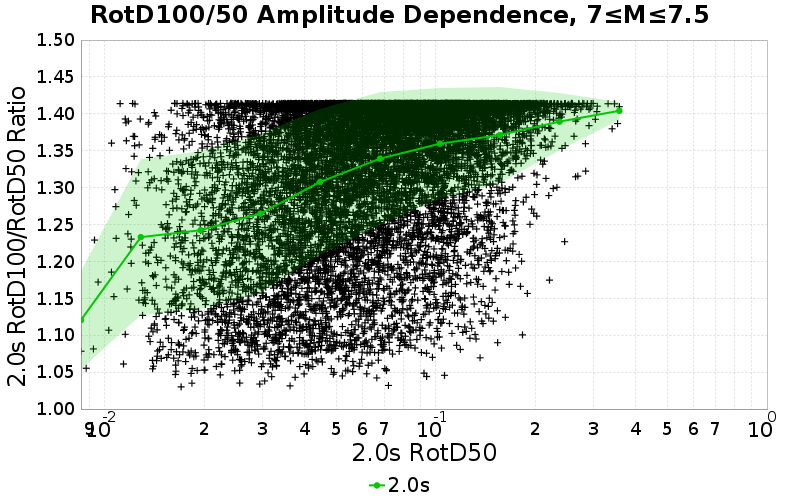 RotD100/50 Amplitude Dependence, 7≤M≤7.5
2.0s RotD100/RotD50 Ratio
1.50
1.45
1.40
1.35
1.30
1.25
1.20
1.15
1.10
1.05
1.00
9 10^-2 2 3 4 5 6 7 10^-1 2 3 4 5 6 7 10^0
2.0s RotD50
2.0s